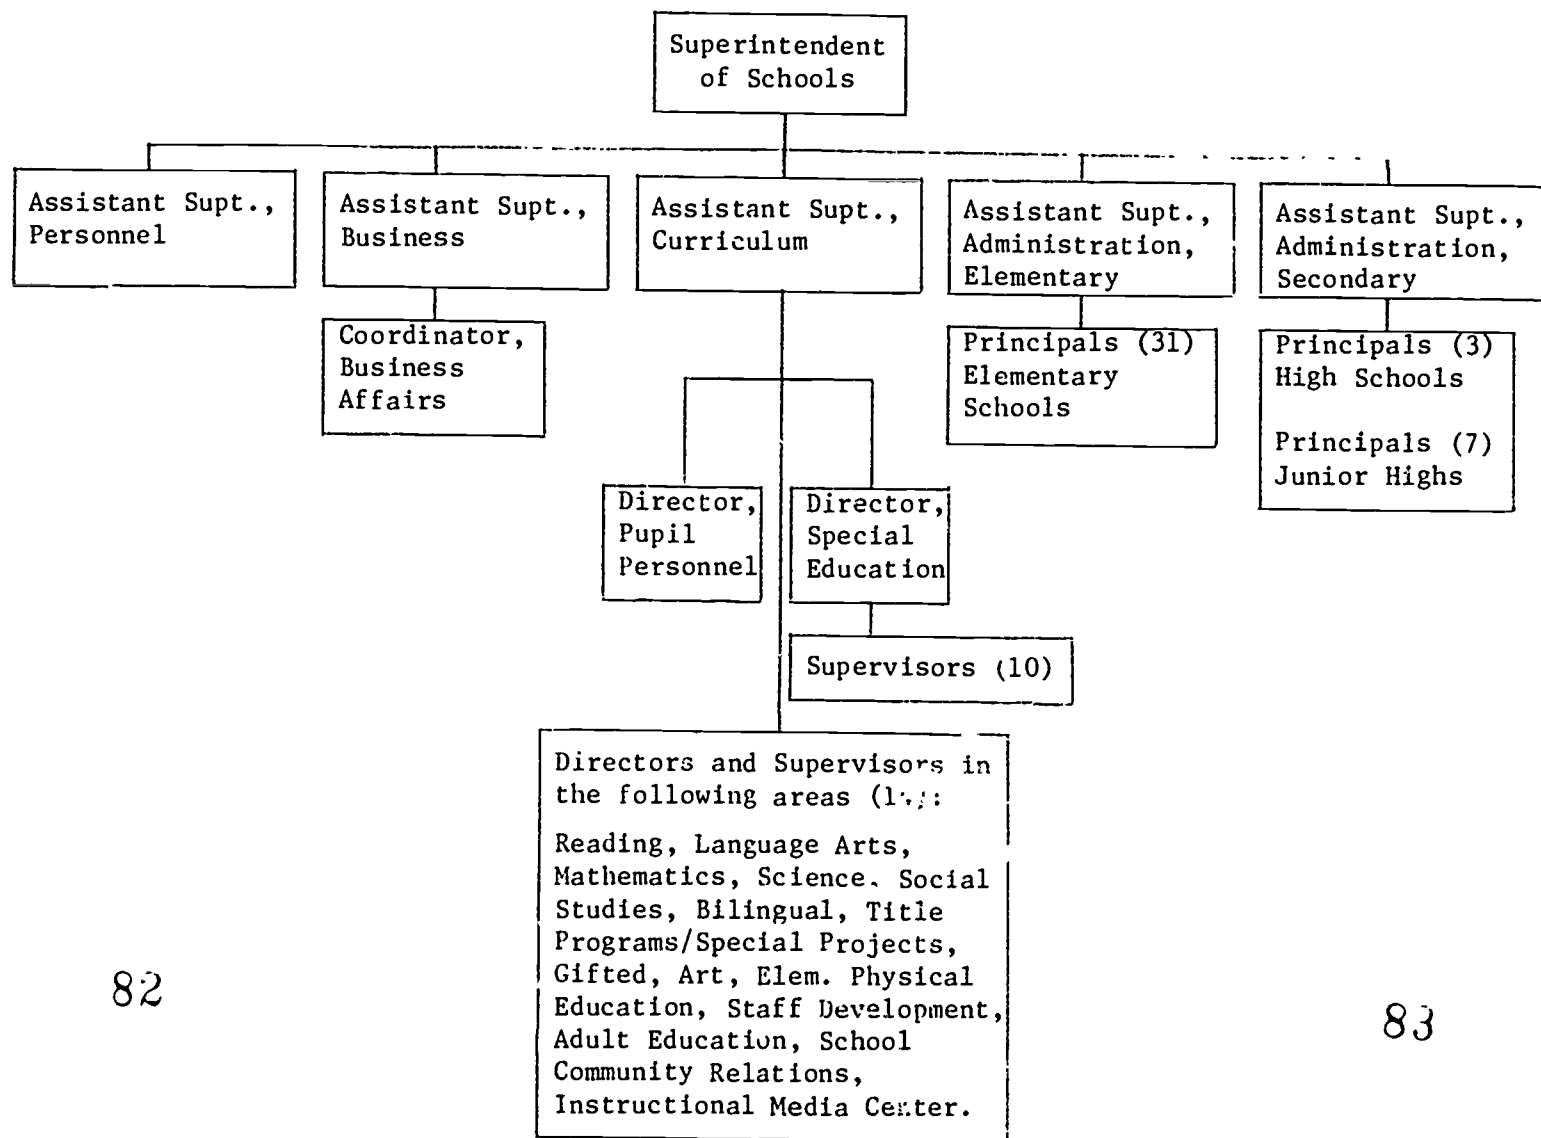 Superintendent
of Schools
Assistant Supt.,
Personnel
Assistant Supt.,
Business
Assistant Supt.,
Curriculum
Assistant Supt.,
Administration,
Elementary
Assistant Supt.,
Administration,
Secondary
Coordinator,
Business
Affairs
Principals (31)
Elementary
Schools
Principals (3)
High Schools
Principals (7)
Junior Highs
Director,
Pupil
Personnel
Director,
Special
Education
Supervisors (10)
Directors and Supervisors in
the following areas
Reading, Language Arts,
Mathematics, Science, Social
Studies, Bilingual, Title
Programs/Special Projects,
Gifted, Art, Elem. Physical
Education, Staff Development,
Adult Education, School
Community Relations,
Instructional Media Center.
82
83